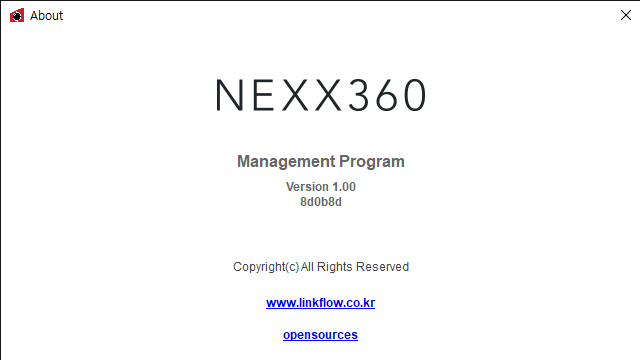 About
NEXX360
Management Program
Version 1.00
8d0b8d
Copyright(c) All Rights Reserved
www.linkflow.co.kr
opensources